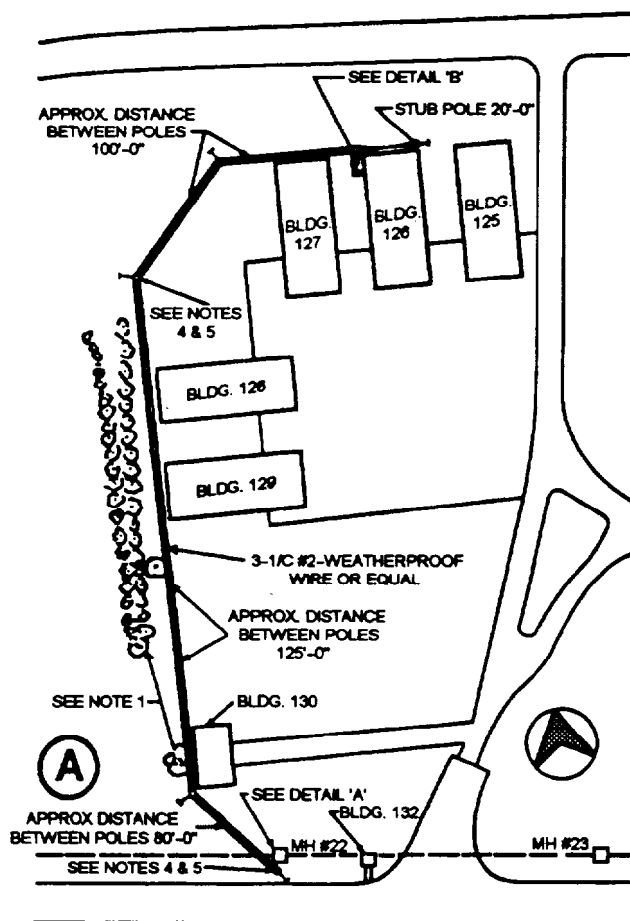 SEE DETAIL 'B'
APPROX. DISTANCE
BETWEEN POLES
100'-0"
STUB POLE 20'-0"
BLDG.
127
BLDG.
126
BLDG.
125
SEE NOTES
4 & 5
BLDG. 126
BLDG. 129
3-1/C #2-WEATHERPROOF
WIRE OR EQUAL
APPROX. DISTANCE
BETWEEN POLES
125'-0"
SEE NOTE 1
BLDG. 130
A
SEE DETAIL 'A'
BLDG. 132
APPROX DISTANCE
BETWEEN POLES 80'-0"
MH #22
MH #23
SEE NOTES 4 & 5